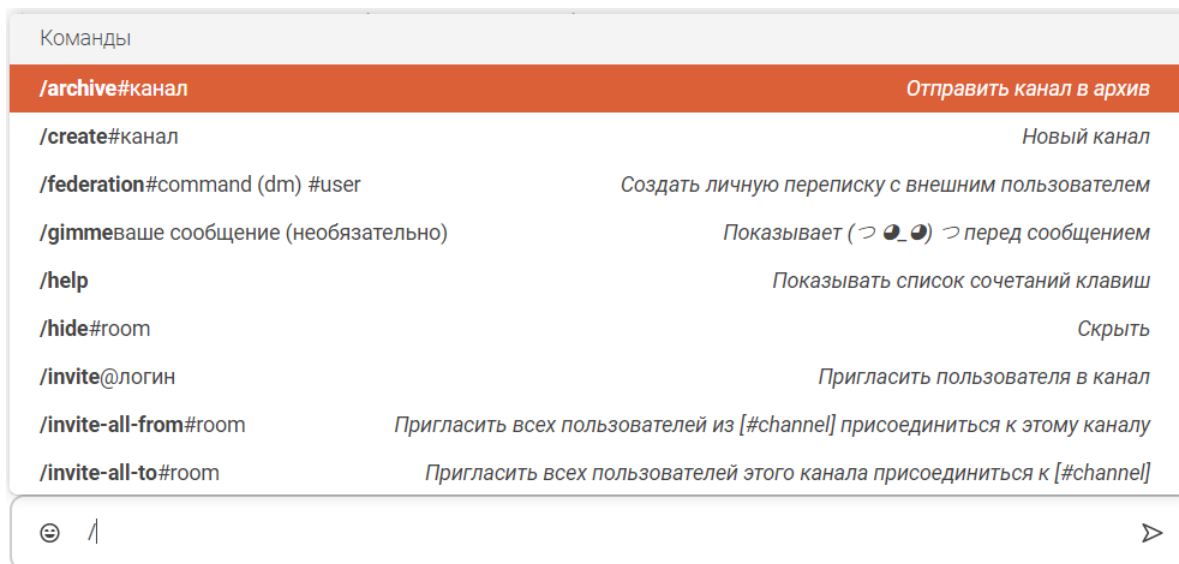 Команды
/archive#канал Отправить канал в архив
/create#канал Новый канал
/federation#command (dm) #user Создать личную переписку с внешним пользователем
/gimmeваше сообщение (необязательно) Показывает (つ ◕_◕) つ перед сообщением
/help Показывать список сочетаний клавиш
/hide#room Скрыть
/invite@логин Пригласить пользователя в канал
/invite-all-from#room Пригласить всех пользователей из [#channel] присоединиться к этому каналу
/invite-all-to#room Пригласить всех пользователей этого канала присоединиться к [#channel]
/